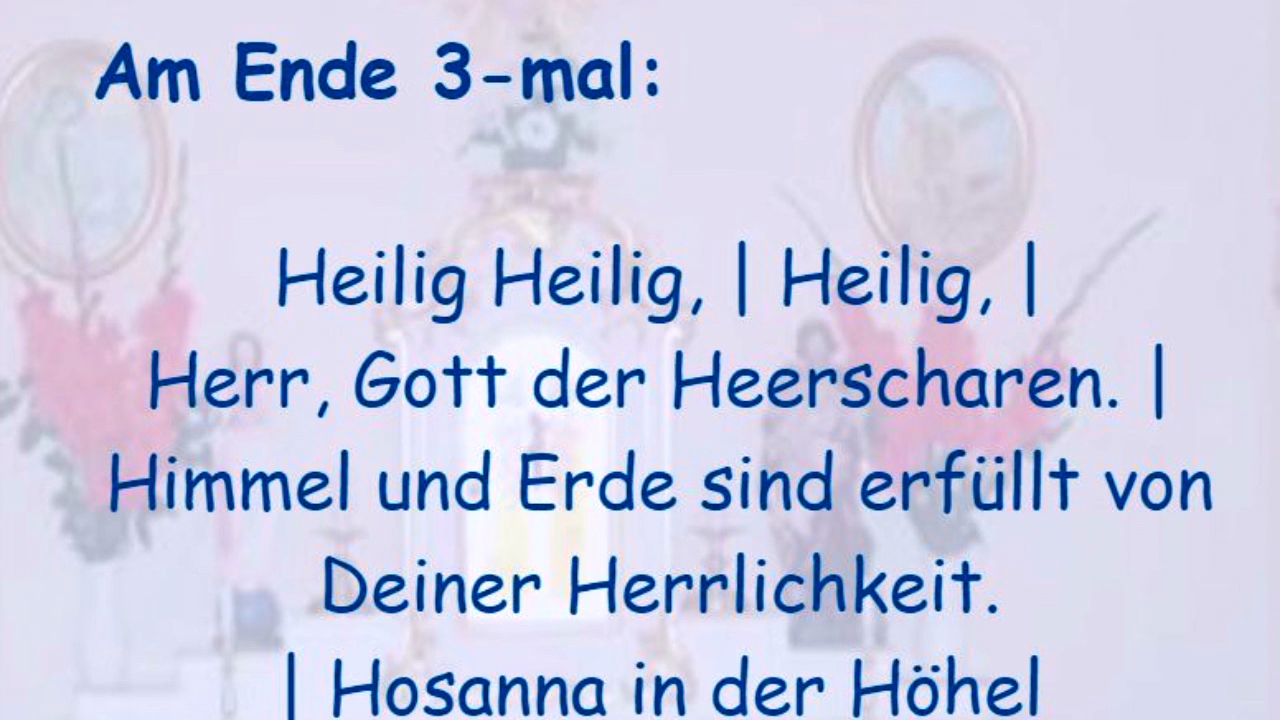 Am Ende 3-mal:
Heilig Heilig, | Heilig, |
Herr, Gott der Heerscharen. |
Himmel und Erde sind erfüllt von
Deiner Herrlichkeit.
| Hosanna in der Höhel